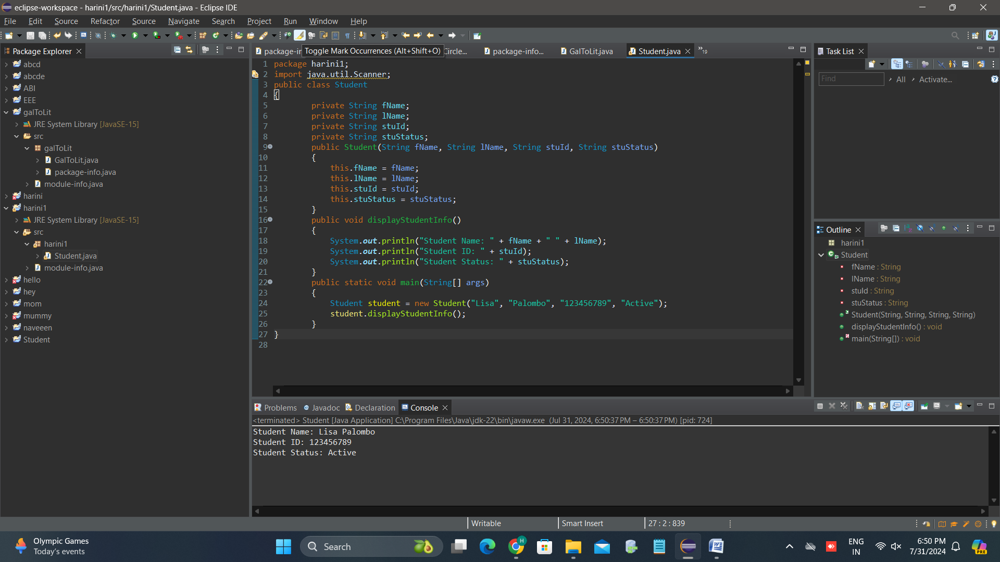 eclipse-workspace - harini1/src/harini1/Student.java - Eclipse IDE
File Edit Source Refactor Source Navigate Search Project Run Window Help
Package Explorer
abcd
abcde
ABI
EEE
galToLit
JRE System Library [JavaSE-15]
src
galToLit
GalToLit.java
package-info.java
module-info.java
harini
harini1
JRE System Library [JavaSE-15]
src
harini1
Student.java
module-info.java
hello
hey
mom
mummy
naveeen
Student
package-ir Toggle Mark Occurrences (Alt+Shift+O) Circle... package-info... GalToLit.java Student.java »19
1 package harini1;
2 import java.util.Scanner;
3 public class Student
4 {
5 private String fName;
6 private String lName;
7 private String stuId;
8 private String stuStatus;
9 public Student(String fName, String lName, String stuId, String stuStatus)
10 {
11 this.fName = fName;
12 this.lName = lName;
13 this.stuId = stuId;
14 this.stuStatus = stuStatus;
15 }
16 public void displayStudentInfo()
17 {
18 System.out.println("Student Name: " + fName + " " + lName);
19 System.out.println("Student ID: " + stuId);
20 System.out.println("Student Status: " + stuStatus);
21 }
22 public static void main(String[] args)
23 {
24 Student student = new Student("Lisa", "Palombo", "123456789", "Active");
25 student.displayStudentInfo();
26 }
27 }
28
Task List
Find All Activate...
Outline
harini1
Student
fName : String
lName : String
stuId : String
stuStatus : String
Student(String, String, String, String)
displayStudentInfo() : void
main(String[]) : void
Problems Javadoc Declaration Console
<terminated> Student [Java Application] C:\Program Files\Java\jdk-22\bin\javaw.exe (Jul 31, 2024, 6:50:37 PM – 6:50:37 PM) [pid: 724]
Student Name: Lisa Palombo
Student ID: 123456789
Student Status: Active
Writable Smart Insert 27 : 2 : 839
Olympic Games
Today's events
Search
H
ENG
IN
6:50 PM
7/31/2024
PRE